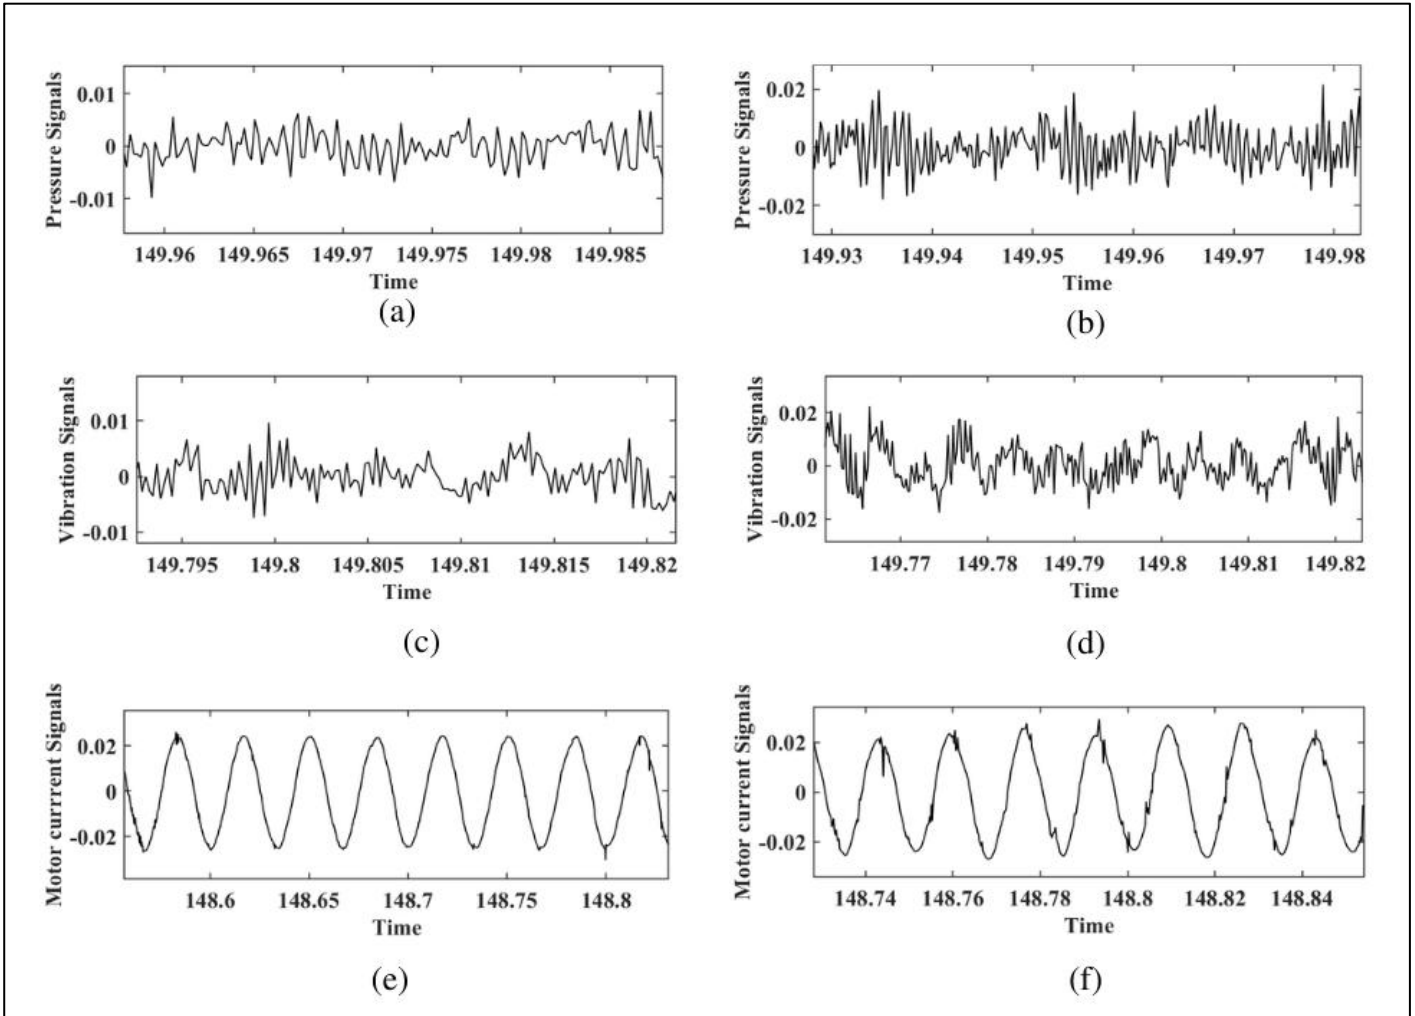 Pressure Signals
0.01
0
-0.01
149.96 149.965 149.97 149.975 149.98 149.985
Time
(a)
Pressure Signals
0.02
0
-0.02
149.93 149.94 149.95 149.96 149.97 149.98
Time
(b)
Vibration Signals
0.01
0
-0.01
149.795 149.8 149.805 149.81 149.815 149.82
Time
(c)
Vibration Signals
0.02
0
-0.02
149.77 149.78 149.79 149.8 149.81 149.82
Time
(d)
Motor currrent Signals
0.02
0
-0.02
148.6 148.65 148.7 148.75 148.8
Time
(e)
Motor current Signals
0.02
0
-0.02
148.74 148.76 148.78 148.8 148.82 148.84
Time
(f)